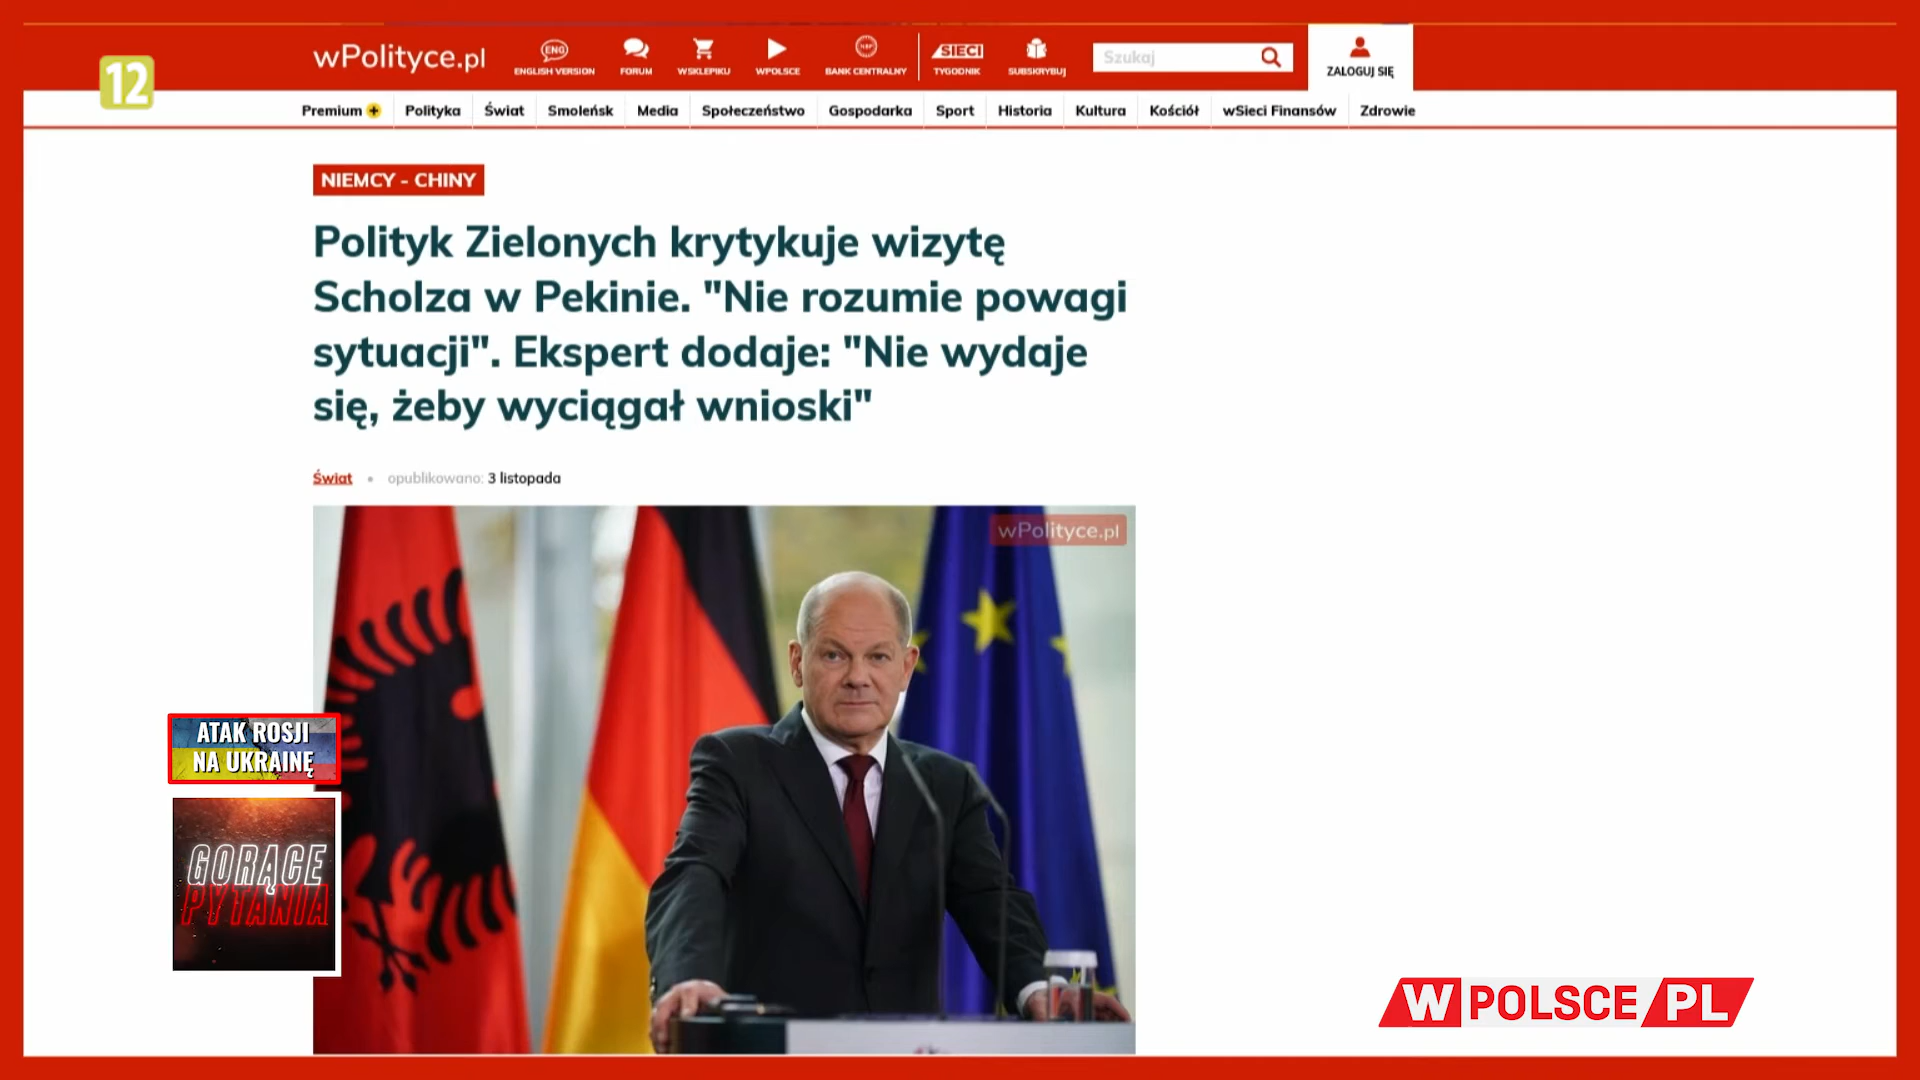 12
wPolityce.pl
ENG
ENGLISH VERSION
FORUM
WSKLEPIKU
WPOLSCE
NBP
BANK CENTRALNY
SIECI
TYGODNIK
SUBSKRYBUJ
Szukaj
ZALOGUJ SIĘ
Premium + Polityka Świat Smoleńsk Media Społeczeństwo Gospodarka Sport Historia Kultura Kościół wSieci Finansów Zdrowie
NIEMCY - CHINY
Polityk Zielonych krytykuje wizytę
Scholza w Pekinie. "Nie rozumie powagi
sytuacji". Ekspert dodaje: "Nie wydaje
się, żeby wyciągał wnioski"
Świat • opublikowano: 3 listopada
wPolityce.pl
ATAK ROSJI
NA UKRAINĘ
GORĄCE
PYTANIA
WPOLSCE/PL